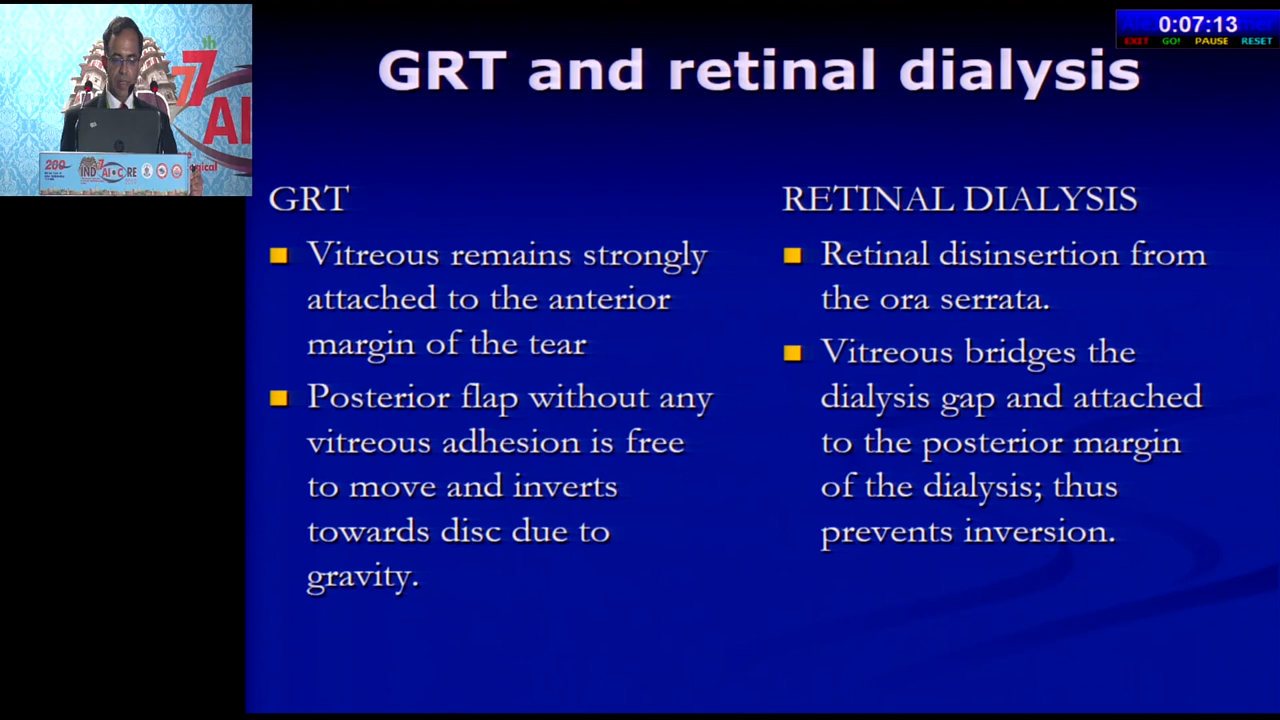 0:07:13
EXIT GO! PAUSE RESET
GRT and retinal dialysis
GRT
Vitreous remains strongly
attached to the anterior
margin of the tear
Posterior flap without any
vitreous adhesion is free
to move and inverts
towards disc due to
gravity.
RETINAL DIALYSIS
Retinal disinsertion from
the ora serrata.
Vitreous bridges the
dialysis gap and attached
to the posterior margin
of the dialysis; thus
prevents inversion.
77
th
AI